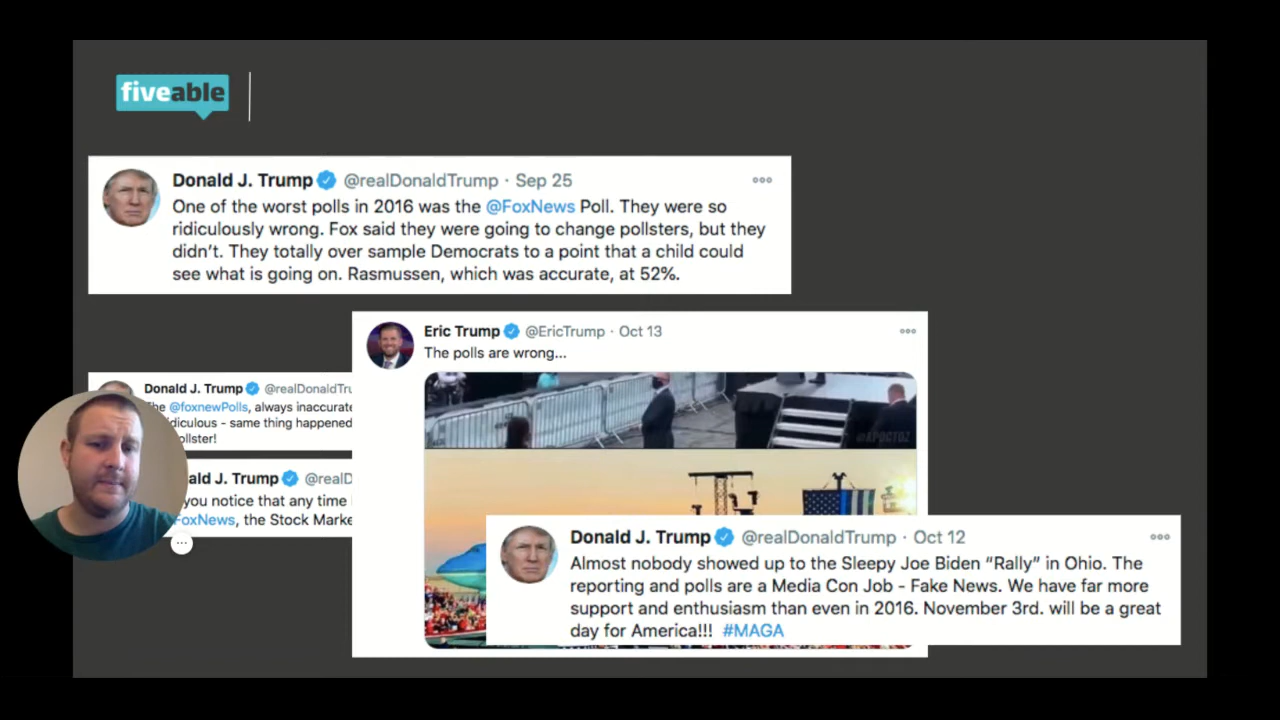 fiveable
Donald J. Trump @realDonaldTrump · Sep 25
One of the worst polls in 2016 was the @FoxNews Poll. They were so
ridiculously wrong. Fox said they were going to change pollsters, but they
didn't. They totally over sample Democrats to a point that a child could
see what is going on. Rasmussen, which was accurate, at 52%.
Eric Trump @EricTrump · Oct 13
The polls are wrong...
@APOCTOZ
Donald J. Trump @realDonaldTru
@foxnewPolls, always inaccurate
same thing happened
Trump @realD
you notice that any time
FoxNews, the Stock Marke
Donald J. Trump @realDonaldTrump · Oct 12
Almost nobody showed up to the Sleepy Joe Biden “Rally” in Ohio. The
reporting and polls are a Media Con Job - Fake News. We have far more
support and enthusiasm than even in 2016. November 3rd. will be a great
day for America!!! #MAGA